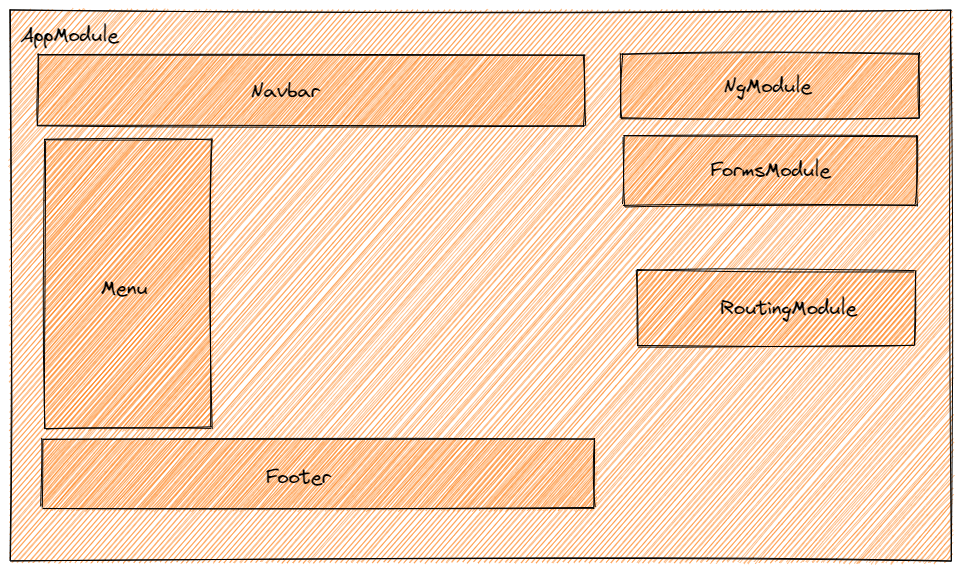 AppModule
Navbar
NgModule
FormsModule
Menu
RoutingModule
Footer